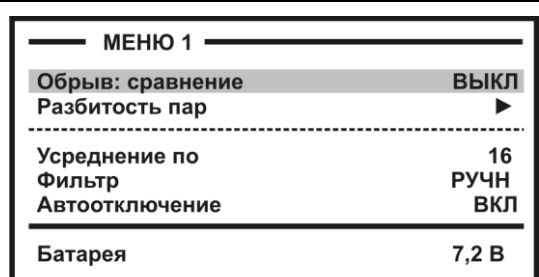 МЕНЮ 1
Обрыв: сравнение ВЫКЛ
Разбитость пар ►
Усреднение по 16
Фильтр РУЧН
Автоотключение ВКЛ
Батарея 7,2 В